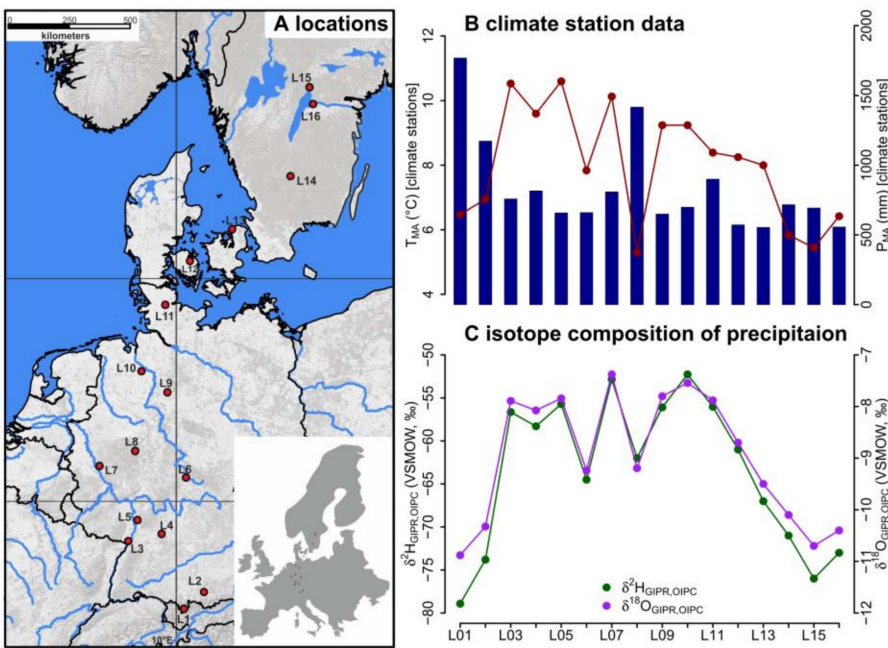 0 250 500
kilometers
A locations
L15
L16
L14
L13
L12
L11
L10
L9
L8
L7
L6
L5
L4
L3
L2
L1
10°E
B climate station data
12
10
8
6
4
T_MA (°C) [climate stations]
2000
1500
1000
500
0
P_MA (mm) [climate stations]
C isotope composition of precipitaion
-50
-55
-60
-65
-70
-75
-80
δ²H_GIPR,OIPC (VSMOW, ‰)
-7
-8
-9
-10
-11
-12
δ¹⁸O_GIPR,OIPC (VSMOW, ‰)
δ²H_GIPR,OIPC
δ¹⁸O_GIPR,OIPC
L01 L03 L05 L07 L09 L11 L13 L15